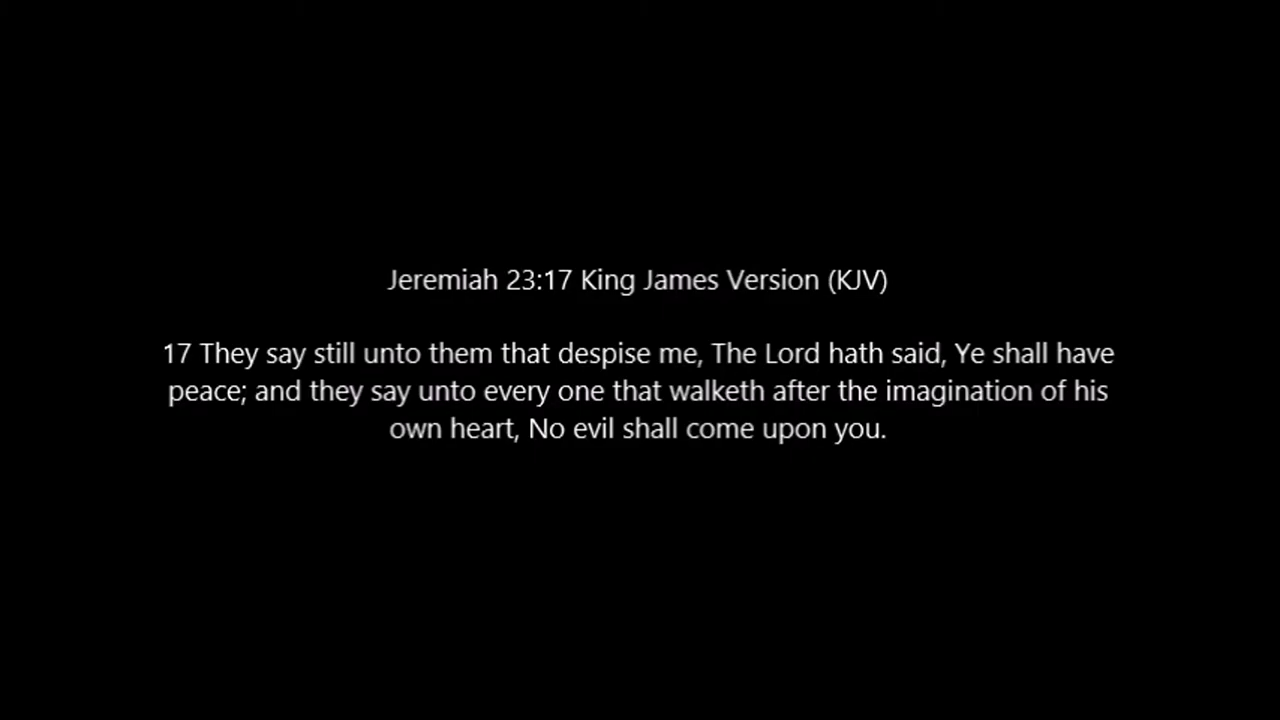 Jeremiah 23:17 King James Version (KJV)
17 They say still unto them that despise me, The Lord hath said, Ye shall have
peace; and they say unto every one that walketh after the imagination of his
own heart, No evil shall come upon you.